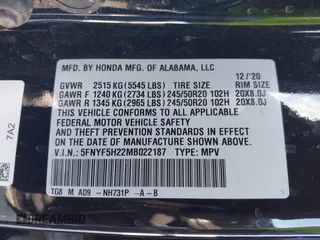 MFD. BY HONDA MFG. OF ALABAMA, LLC
12/'20
GVWR 2515 KG (5545 LBS) TIRE SIZE RIM SIZE
GAWR F 1240 KG (2734 LBS) 245/50R20 102H 20X8.0J
GAWR R 1345 KG (2965 LBS) 245/50R20 102H 20X8.0J
THIS VEHICLE CONFORMS TO ALL APPLICABLE
FEDERAL MOTOR VEHICLE SAFETY AND THEFT
PREVENTION STANDARDS IN EFFECT ON THE
DATE OF MANUFACTURE SHOWN ABOVE.
V.I.N: 5FNYF5H22MB022187 TYPE: MPV
TG8 M A09 -NH731P -A-B
7A2
DREAMBID